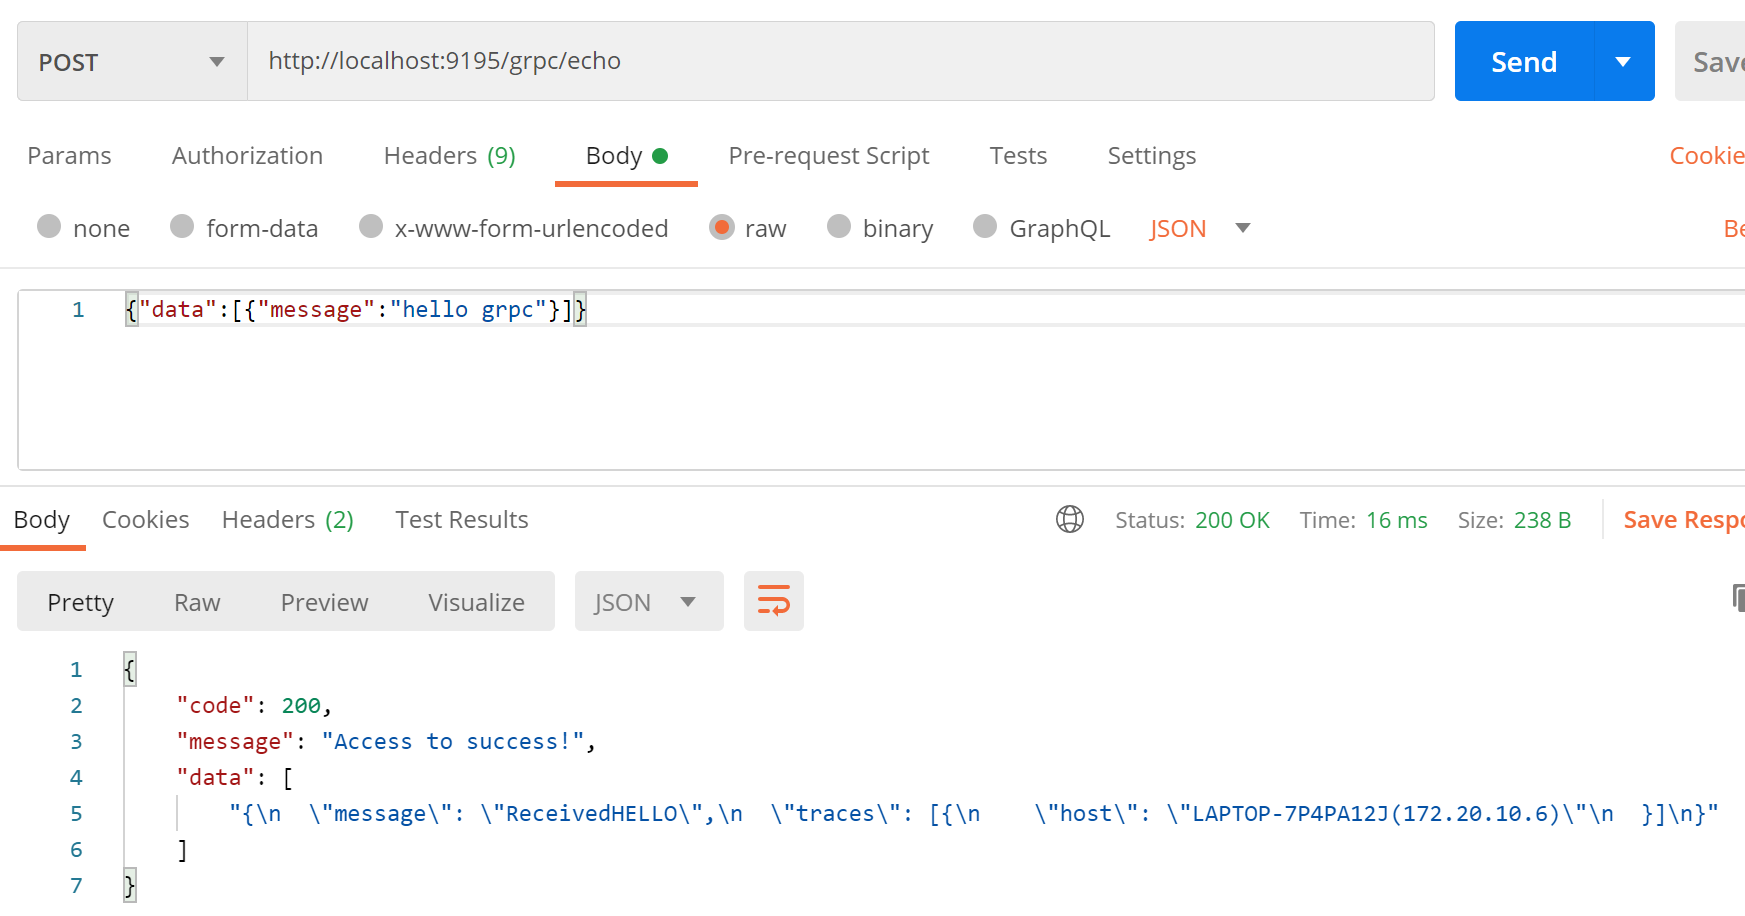 POST http://localhost:9195/grpc/echo Send Save
Params Authorization Headers (9) Body Pre-request Script Tests Settings Cookie
none form-data x-www-form-urlencoded raw binary GraphQL JSON Be
1 {"data":[{"message":"hello grpc"}]}
Body Cookies Headers (2) Test Results Status: 200 OK Time: 16 ms Size: 238 B Save Respo
Pretty Raw Preview Visualize JSON
1 {
2 "code": 200,
3 "message": "Access to success!",
4 "data": [
5 "{\n  \"message\": \"ReceivedHELLO\",\n  \"traces\": [{\n    \"host\": \"LAPTOP-7P4PA12J(172.20.10.6)\"\n  }]\n}"
6 ]
7 }